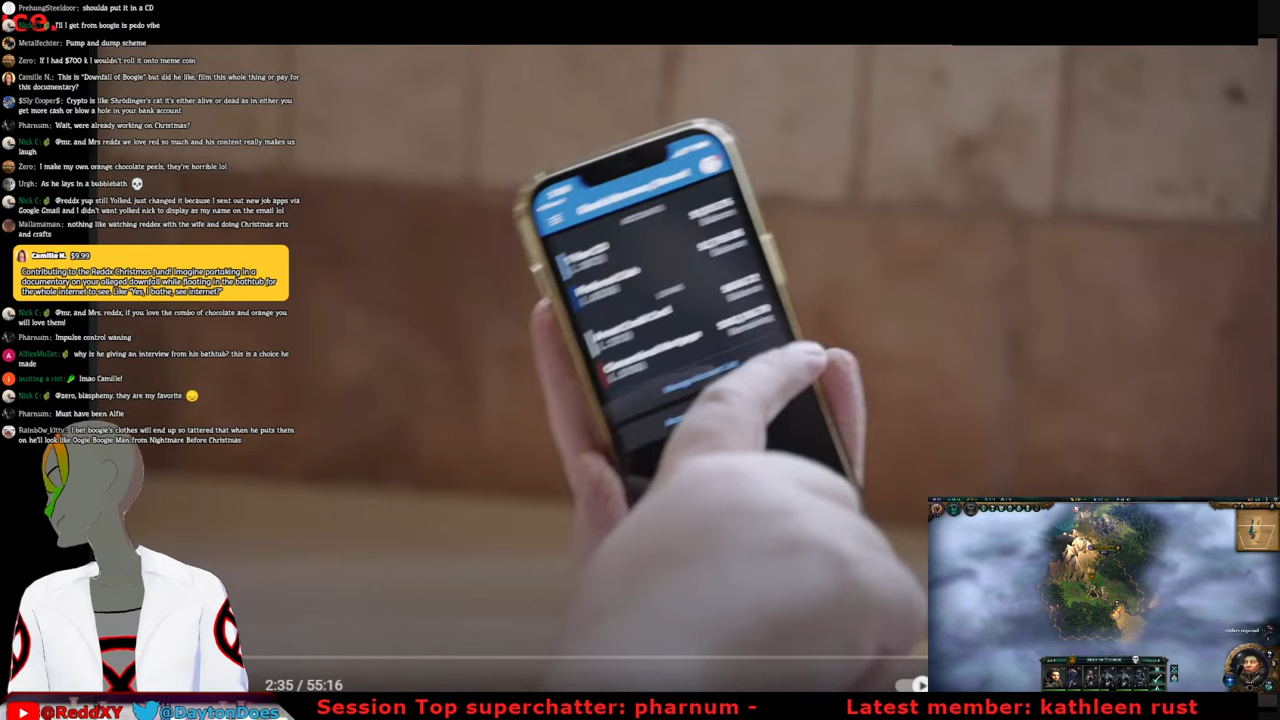 ice.
PrehungSteeldoor: shoulda put it in a CD
Nick C: I'll I get from boogie is pedo vibe
Metalfechter: Pump and dump scheme
Zero: If I had $700 k I wouldn't roll it onto meme coin.
Camille N.: This is "Downfall of Boogie" but did he like, film this whole thing or pay for
this documentary?
$Sly Cooper$: Crypto is like Shrödinger's cat it's either alive or dead as in either you
get more cash or blow a hole in your bank account
Pharnum: Wait, were already working on Christmas?
Nick C: @mr, and Mrs reddx we love red so much and his content really makes us
laugh
Zero: I make my own orange chocolate peels, they're horrible lol
Urgh: As he lays in a bubblebath
Nick C: @reddx yup still Yolked, just changed it because I sent out new job apps via
Google Gmail and I didn't want yolked nick to display as my name on the email lol
Mallamaman: nothing like watching reddex with the wife and doing Christmas arts
and crafts
Camille N. $9.99
Contributing to the Reddx Christmas fund! Imagine partaking in a
documentary on your alleged downfall while floating in the bathtub for
the whole internet to see. Like "Yes, I bathe, see internet?"
Nick C: @mr, and Mrs. reddx, if you love the combo of chocolate and orange you
will love them!
Pharnum: Impulse control waning
AlfiesMullet: why is he giving an interview from his bathtub? this is a choice he
made
inciting a riot: lmao Camille!
Nick C: @zero, blasphemy. they are my favorite
Pharnum: Must have been Alfie
Rainb0w_kitty: I bet boogie's clothes will end up so tattered that when he puts them
on he'll look like Oogie Boogie Man from Nightmare Before Christmas
2:35 / 55:16
@ReddXY @DaytonDoes Session Top superchatter: pharnum - Latest member: kathleen rust